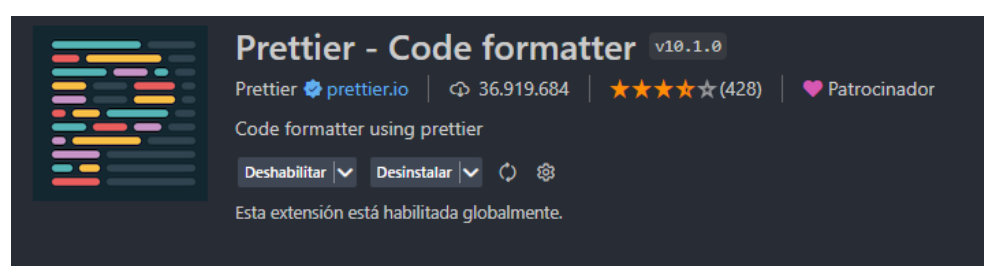 Prettier - Code formatter v10.1.0
Prettier prettier.io 36.919.684 (428) Patrocinador
Code formatter using prettier
Deshabilitar Desinstalar
Esta extensión está habilitada globalmente.